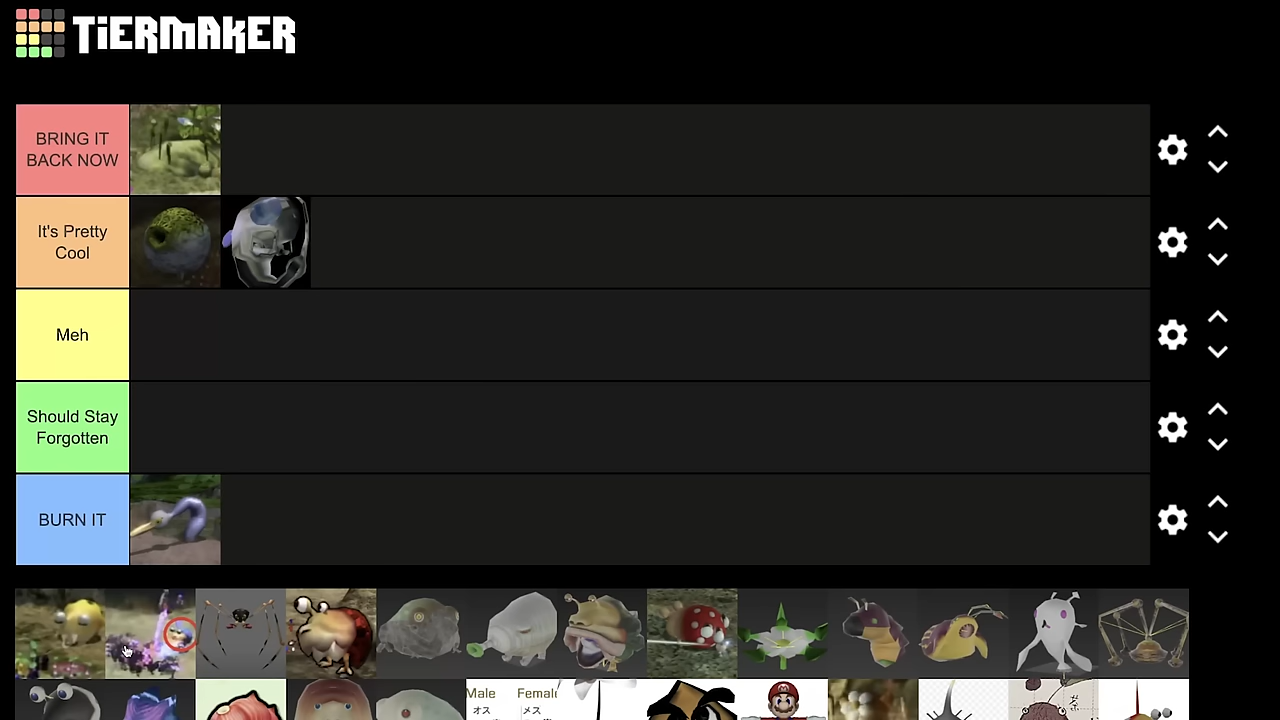 TiERMAKER
BRING IT
BACK NOW
It's Pretty
Cool
Meh
Should Stay
Forgotten
BURN IT
Male Femal
オス メス